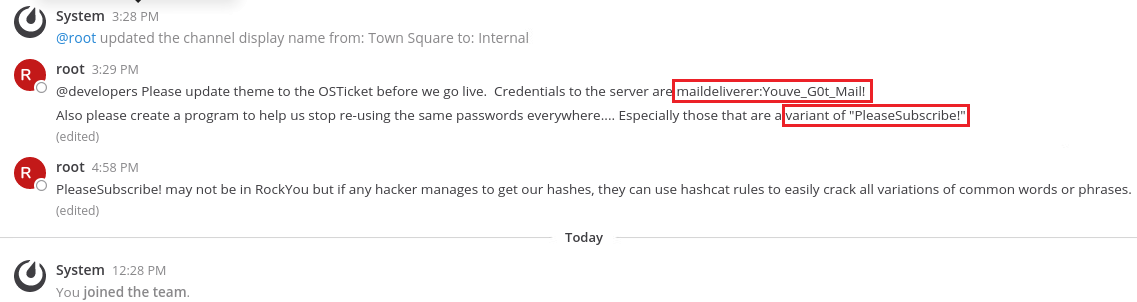 System 3:28 PM
@root updated the channel display name from: Town Square to: Internal
R root 3:29 PM
@developers Please update theme to the OSTicket before we go live.  Credentials to the server are maildeliverer:Youve_G0t_Mail!
Also please create a program to help us stop re-using the same passwords everywhere.... Especially those that are a variant of "PleaseSubscribe!"
(edited)
R root 4:58 PM
PleaseSubscribe! may not be in RockYou but if any hacker manages to get our hashes, they can use hashcat rules to easily crack all variations of common words or phrases.
(edited)
Today
System 12:28 PM
You joined the team.